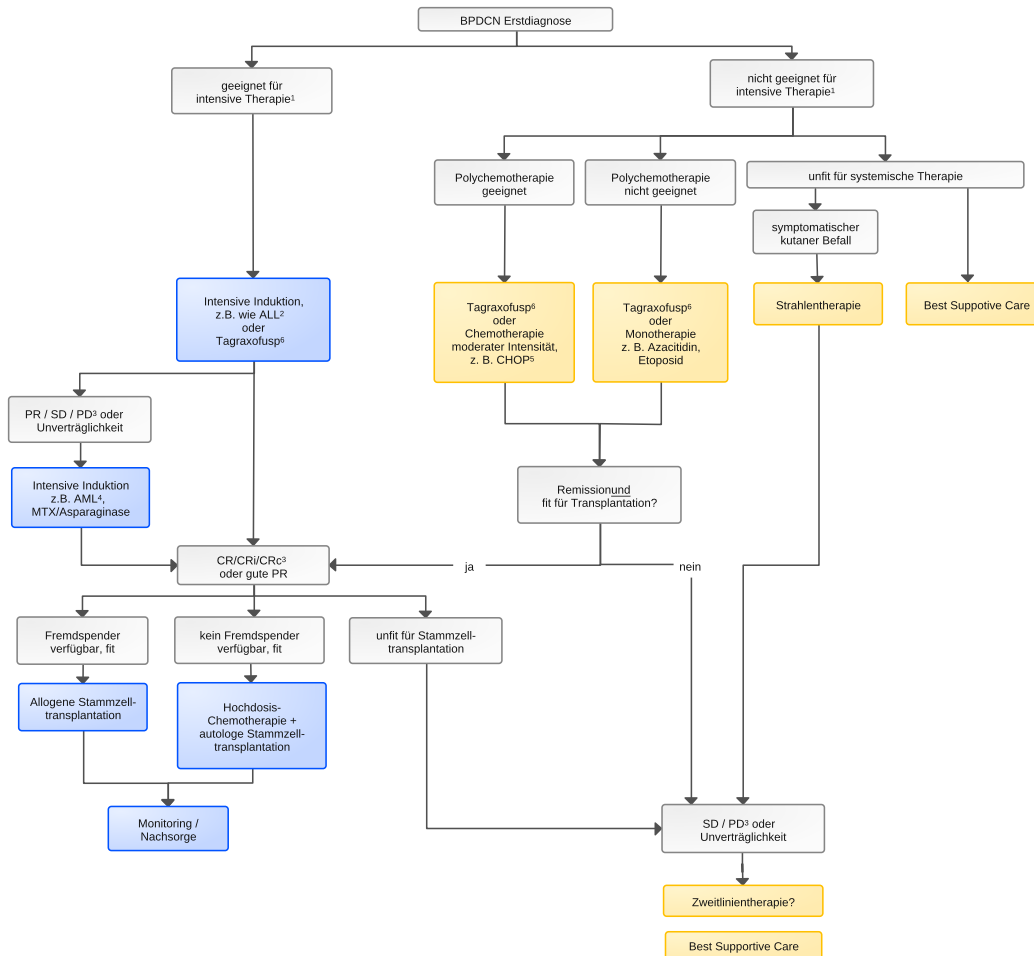 BPDCN Erstdiagnose
geeignet für
intensive Therapie¹
nicht geeignet für
intensive Therapie¹
Polychemotherapie
geeignet
Polychemotherapie
nicht geeignet
unfit für systemische Therapie
symptomatischer
kutaner Befall
Intensive Induktion,
z.B. wie ALL²
oder
Tagraxofusp⁶
Tagraxofusp⁶
oder
Chemotherapie
moderater Intensität,
z. B. CHOP⁵
Tagraxofusp⁶
oder
Monotherapie
z. B. Azacitidin,
Etoposid
Strahlentherapie
Best Suppotive Care
PR / SD / PD³ oder
Unverträglichkeit
Intensive Induktion
z.B. AML⁴,
MTX/Asparaginase
Remissionund
fit für Transplantation?
CR/CRi/CRc³
oder gute PR
ja
nein
Fremdspender
verfügbar, fit
kein Fremdspender
verfügbar, fit
unfit für Stammzell-
transplantation
Allogene Stammzell-
transplantation
Hochdosis-
Chemotherapie +
autologe Stammzell-
transplantation
Monitoring /
Nachsorge
SD / PD³ oder
Unverträglichkeit
Zweitlinientherapie?
Best Supportive Care